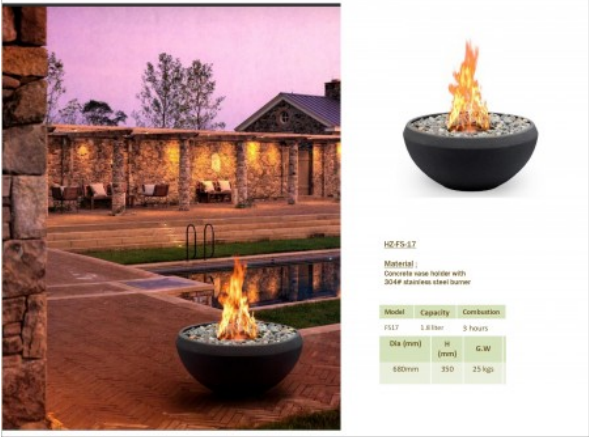 HZ-FS-17
Material :
Concrete vase holder with
304# stainless steel burner
Model Capacity Combustion
FS17 1.8 liter 3 hours
Dia (mm) H (mm) G.W
680mm 350 25 kgs